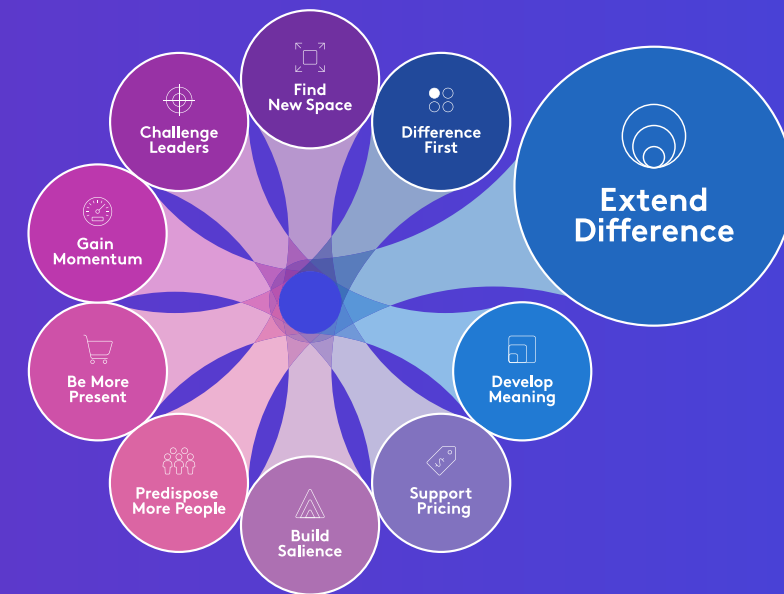 Find
New Space
Difference
First
Extend
Difference
Develop
Meaning
Support
Pricing
Build
Salience
Predispose
More People
Be More
Present
Gain
Momentum
Challenge
Leaders